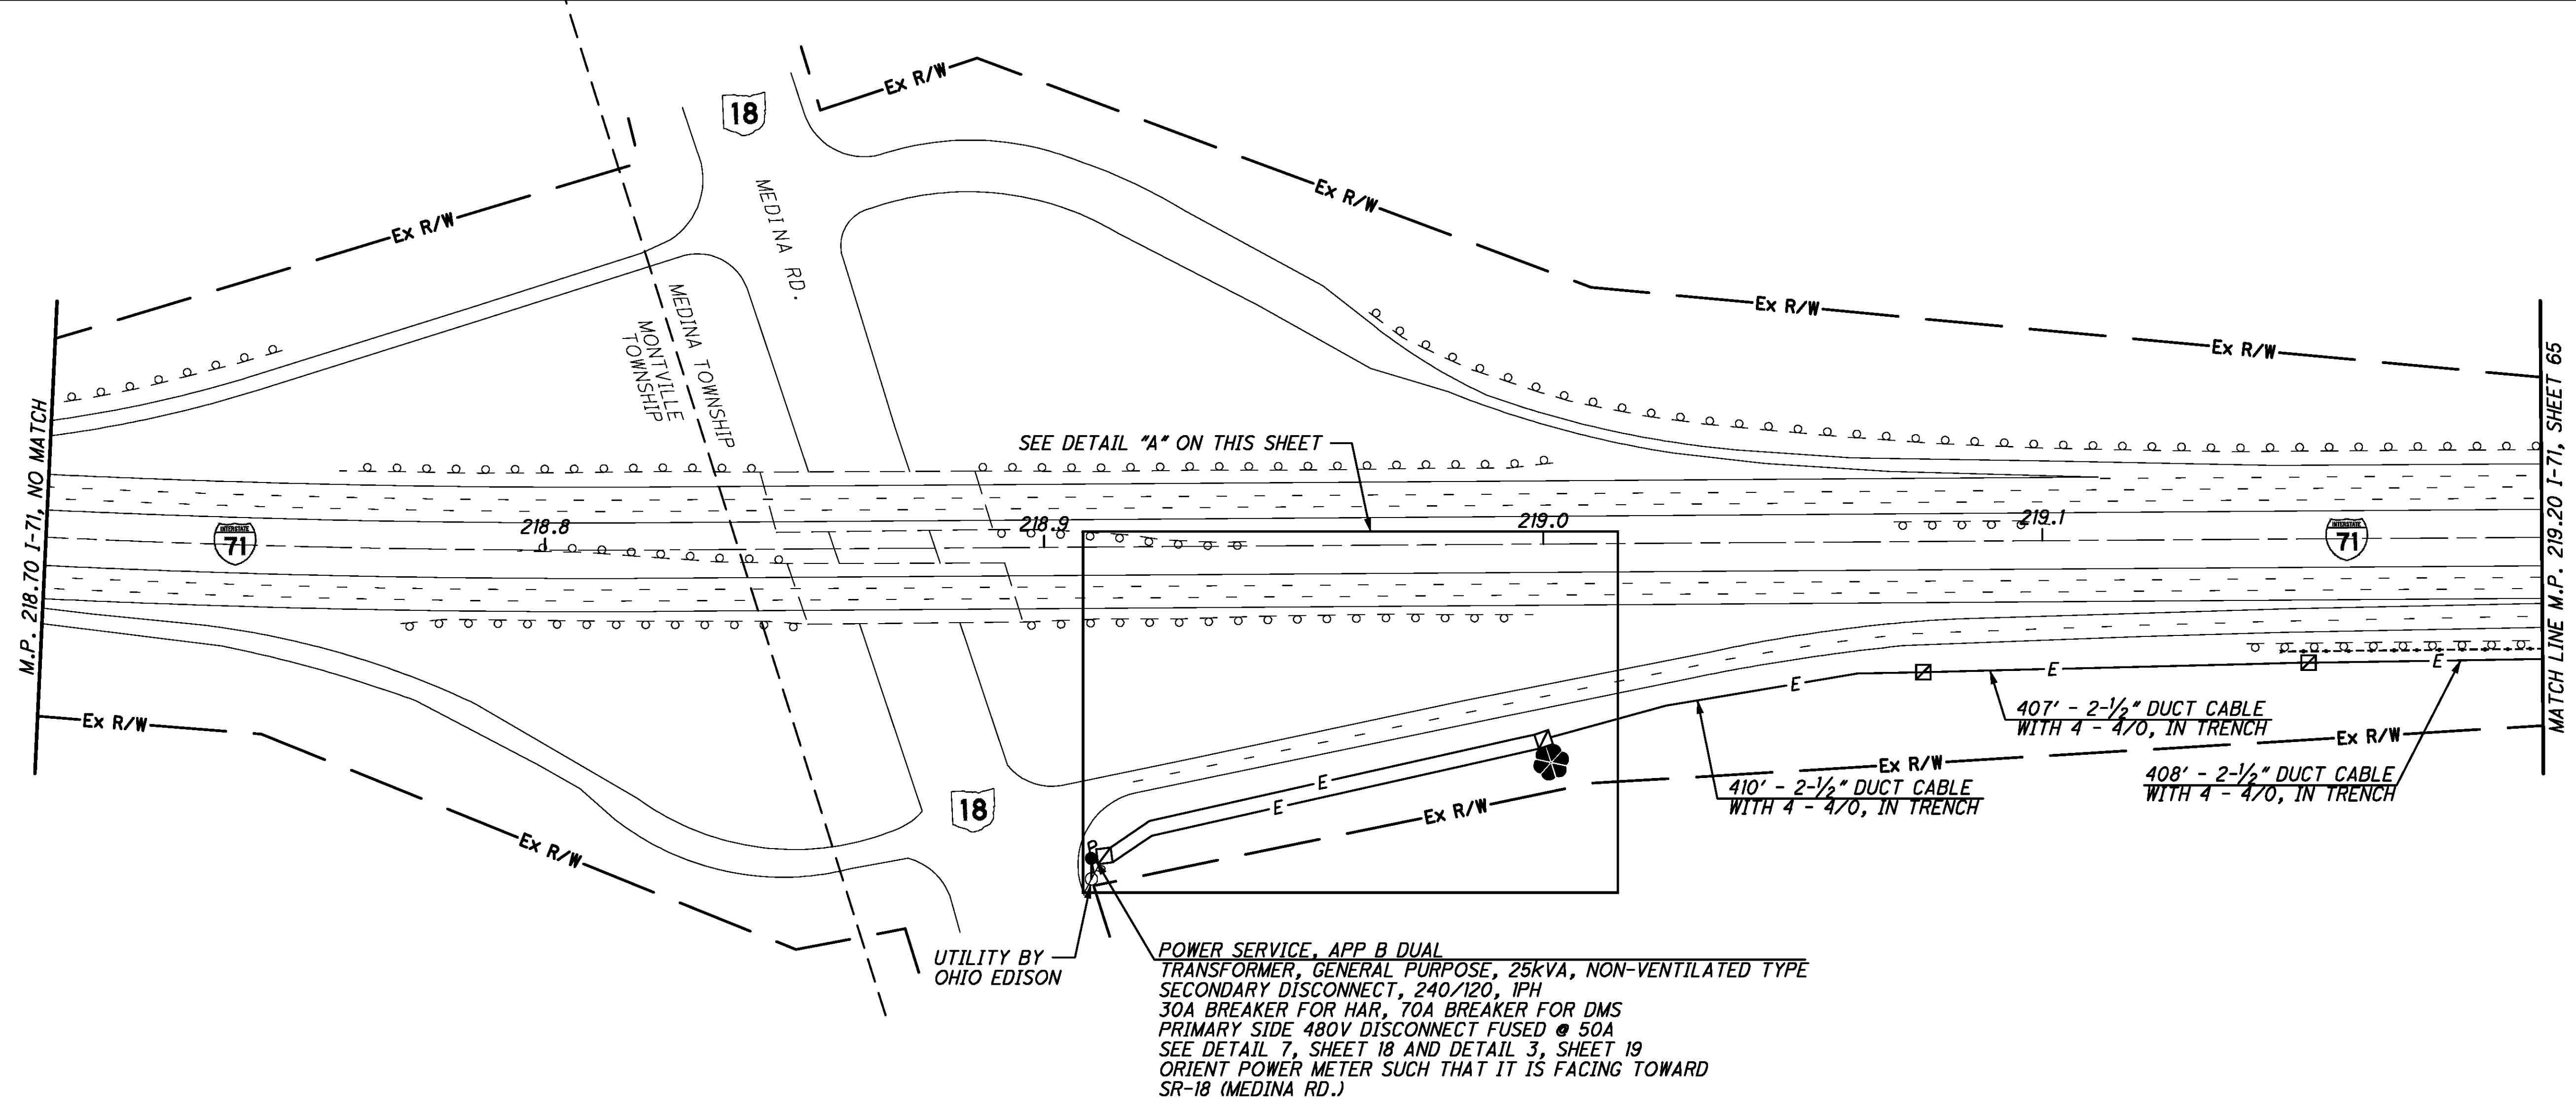 Ex R/W
18
MEDINA RD.
Ex R/W
Ex R/W
Ex R/W
Ex R/W
MEDINA TOWNSHIP
MONTVILLE
TOWNSHIP
M.P. 218.70 I-71, NO MATCH
MATCH LINE M.P. 219.20 I-71, SHEET 65
SEE DETAIL "A" ON THIS SHEET
INTERSTATE
71
218.8
218.9
219.0
219.1
INTERSTATE
71
E
E
E
E
E
407' - 2-1/2" DUCT CABLE
WITH 4 - 4/0, IN TRENCH
410' - 2-1/2" DUCT CABLE
WITH 4 - 4/0, IN TRENCH
408' - 2-1/2" DUCT CABLE
WITH 4 - 4/0, IN TRENCH
Ex R/W
Ex R/W
Ex R/W
Ex R/W
Ex R/W
18
P
UTILITY BY
OHIO EDISON
POWER SERVICE, APP B DUAL
TRANSFORMER, GENERAL PURPOSE, 25kVA, NON-VENTILATED TYPE
SECONDARY DISCONNECT, 240/120, 1PH
30A BREAKER FOR HAR, 70A BREAKER FOR DMS
PRIMARY SIDE 480V DISCONNECT FUSED @ 50A
SEE DETAIL 7, SHEET 18 AND DETAIL 3, SHEET 19
ORIENT POWER METER SUCH THAT IT IS FACING TOWARD
SR-18 (MEDINA RD.)